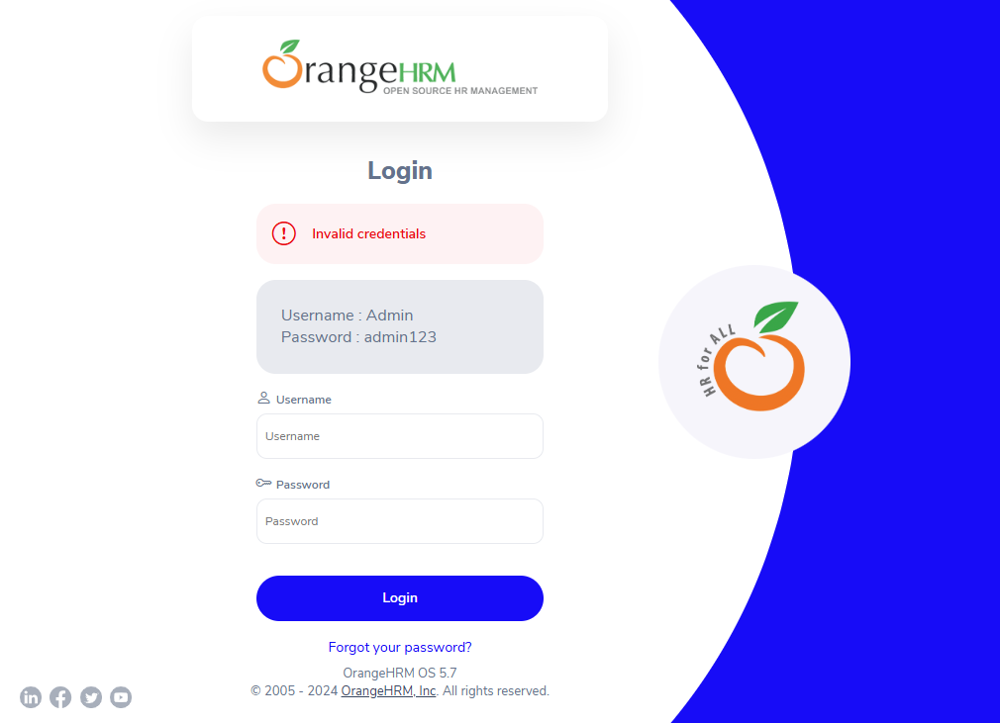 OrangeHRM
OPEN SOURCE HR MANAGEMENT
Login
Invalid credentials
Username : Admin
Password : admin123
Username
Username
Password
Password
Login
Forgot your password?
OrangeHRM OS 5.7
© 2005 - 2024 OrangeHRM, Inc. All rights reserved.
HR for ALL